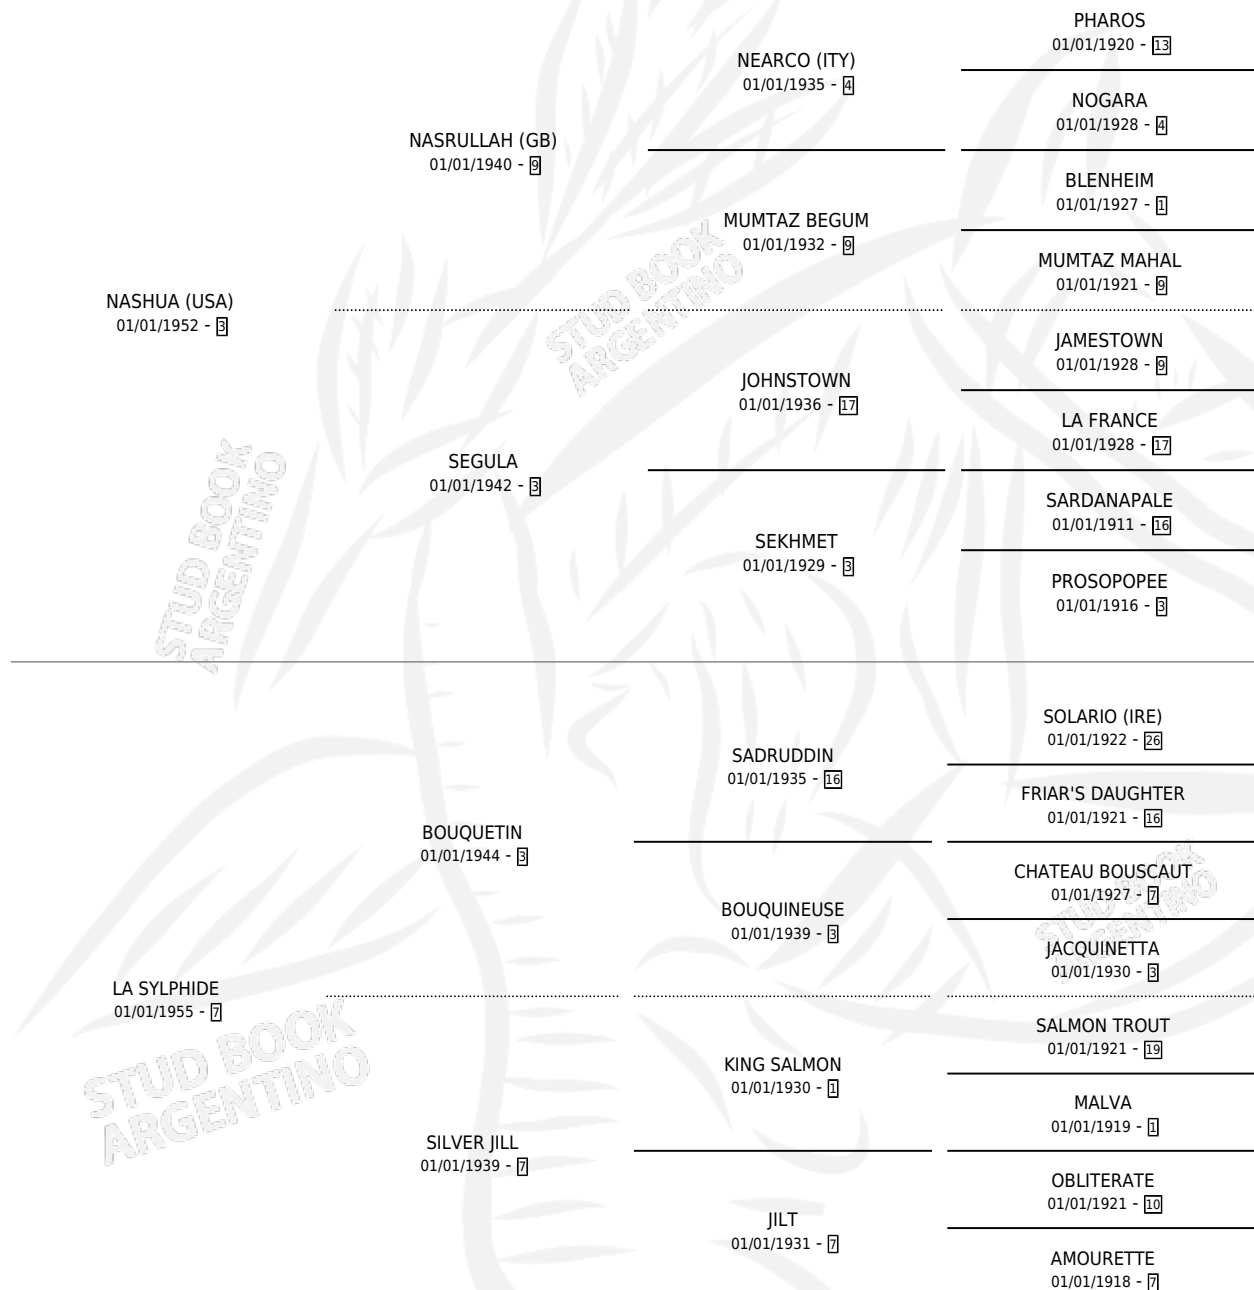 PHAROS
01/01/1920 - 13
NEARCO (ITY)
01/01/1935 - 4
NOGARA
01/01/1928 - 4
NASRULLAH (GB)
01/01/1940 - 9
BLENHEIM
01/01/1927 - 1
MUMTAZ BEGUM
01/01/1932 - 9
MUMTAZ MAHAL
01/01/1921 - 9
NASHUA (USA)
01/01/1952 - 3
JAMESTOWN
01/01/1928 - 9
JOHNSTOWN
01/01/1936 - 17
LA FRANCE
01/01/1928 - 17
SEGULA
01/01/1942 - 3
SARDANAPALE
01/01/1911 - 16
SEKHMET
01/01/1929 - 3
PROSOPOPEE
01/01/1916 - 3
SOLARIO (IRE)
01/01/1922 - 26
SADRUDDIN
01/01/1935 - 16
FRIAR'S DAUGHTER
01/01/1921 - 16
BOUQUETIN
01/01/1944 - 3
CHATEAU BOUSCAUT
01/01/1927 - 7
BOUQUINEUSE
01/01/1939 - 3
JACQUINETTA
01/01/1930 - 3
LA SYLPHIDE
01/01/1955 - 7
SALMON TROUT
01/01/1921 - 19
KING SALMON
01/01/1930 - 1
MALVA
01/01/1919 - 1
SILVER JILL
01/01/1939 - 7
OBLITERATE
01/01/1921 - 10
JILT
01/01/1931 - 7
AMOURETTE
01/01/1918 - 7
STUD BOOK
ARGENTINO
STUD BOOK
ARGENTINO
STUD BOOK
ARGENTINO
STUD BOOK
ARGENTINO